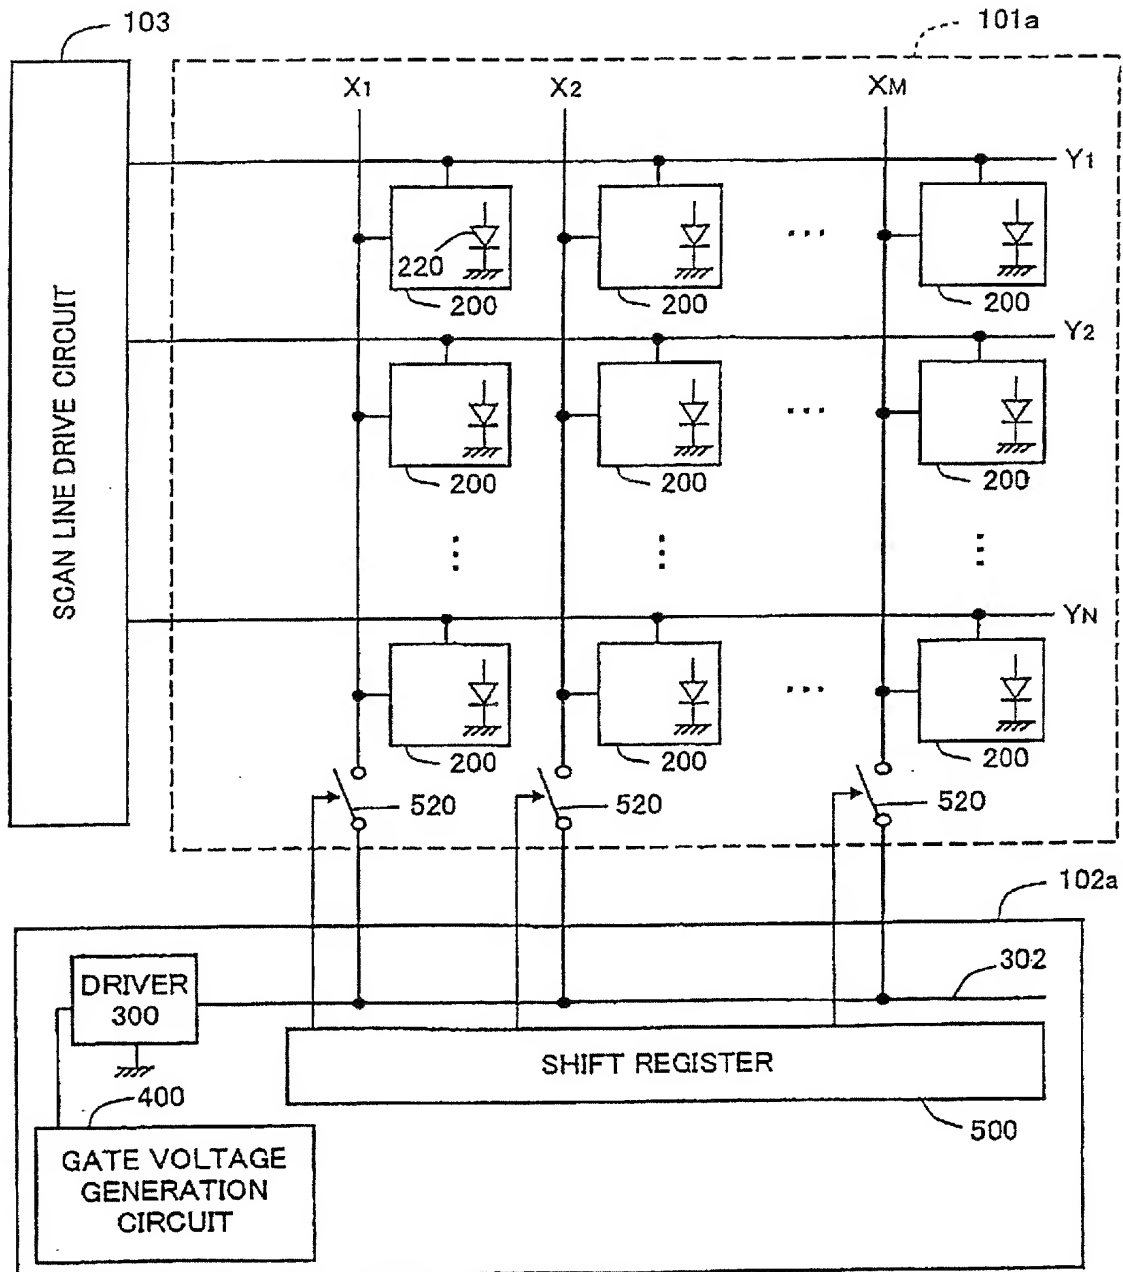 103
101a
X1
X2
XM
Y1
220
200
200
200
...
Y2
200
200
200
...
SCAN LINE DRIVE CIRCUIT
...
...
...
YN
200
200
200
...
520
520
520
102a
302
DRIVER
300
SHIFT REGISTER
400
500
GATE VOLTAGE
GENERATION
CIRCUIT